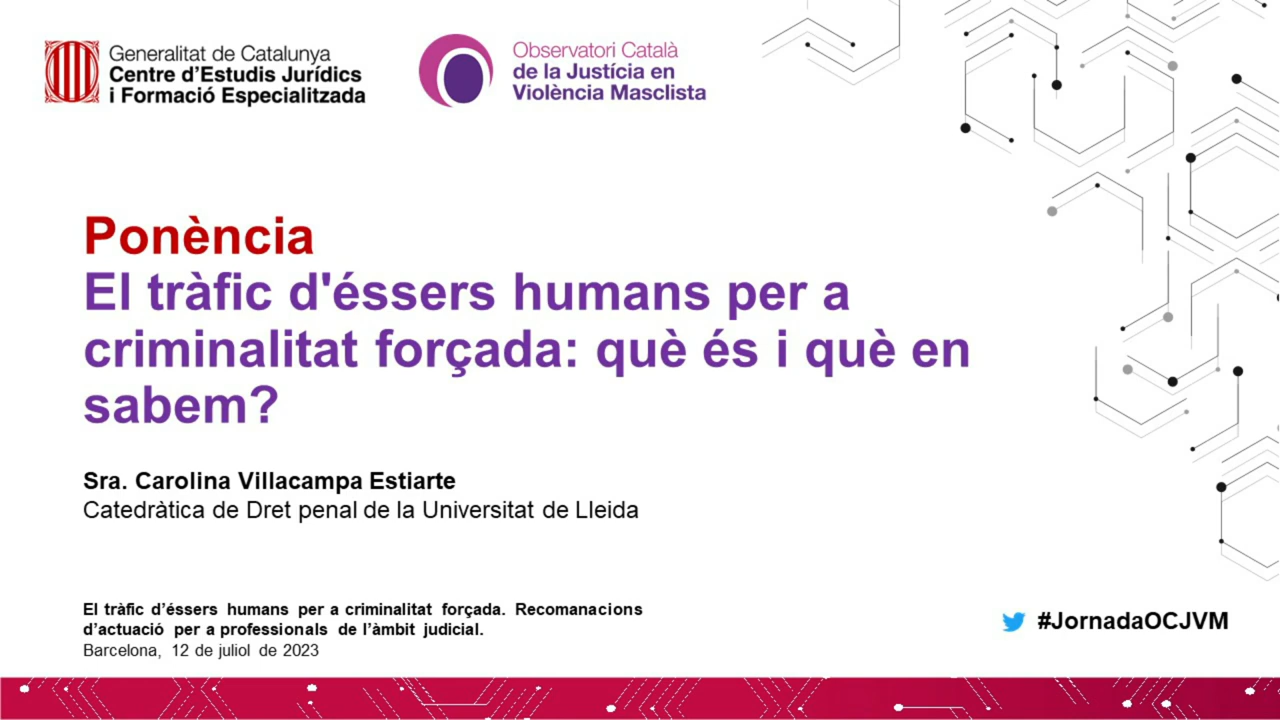 Generalitat de Catalunya
Centre d'Estudis Jurídics
i Formació Especialitzada
Observatori Català
de la Justícia en
Violència Masclista
Ponència
El tràfic d'éssers humans per a
criminalitat forçada: què és i què en
sabem?
Sra. Carolina Villacampa Estiarte
Catedràtica de Dret penal de la Universitat de Lleida
El tràfic d’éssers humans per a criminalitat forçada. Recomanacions
d’actuació per a professionals de l’àmbit judicial.
Barcelona, 12 de juliol de 2023
#JornadaOCJVM